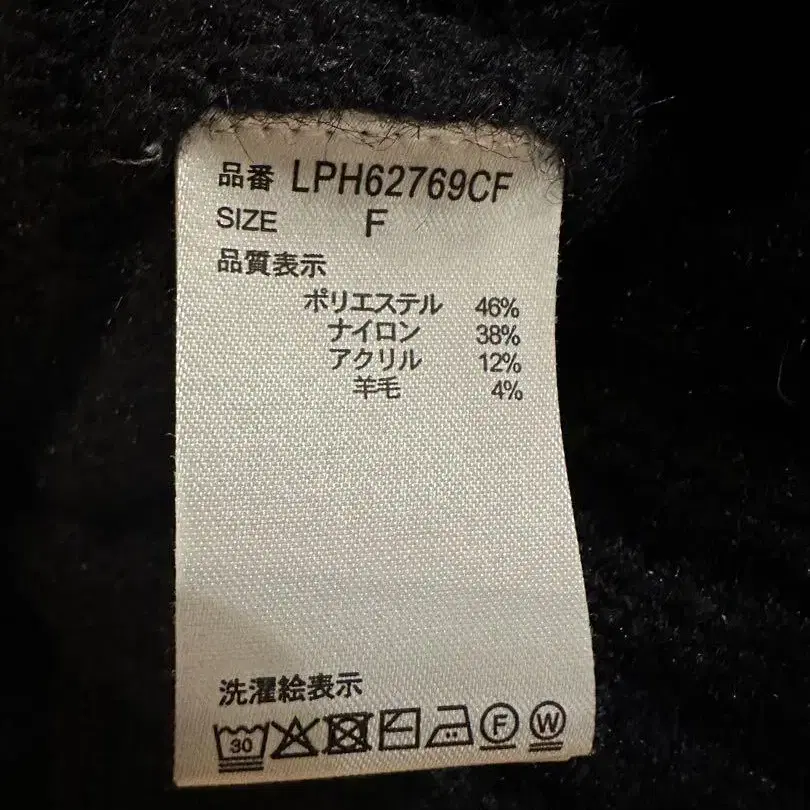 品番 LPH62769CF
SIZE F
品質表示
ポリエステル 46%
ナイロン 38%
アクリル 12%
羊毛 4%
洗濯絵表示
30 F W